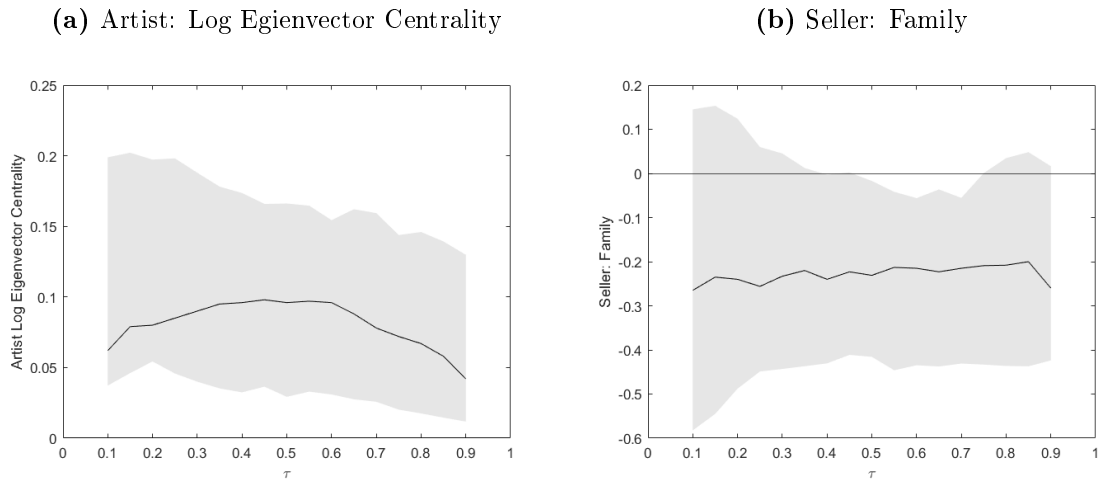 (a) Artist: Log Egienvector Centrality
(b) Seller: Family
Artist Log Eigenvector Centrality
0.25
0.2
0.15
0.1
0.05
0
0 0.1 0.2 0.3 0.4 0.5 0.6 0.7 0.8 0.9 1
τ
Seller: Family
0.2
0.1
0
-0.1
-0.2
-0.3
-0.4
-0.5
-0.6
0 0.1 0.2 0.3 0.4 0.5 0.6 0.7 0.8 0.9 1
τ